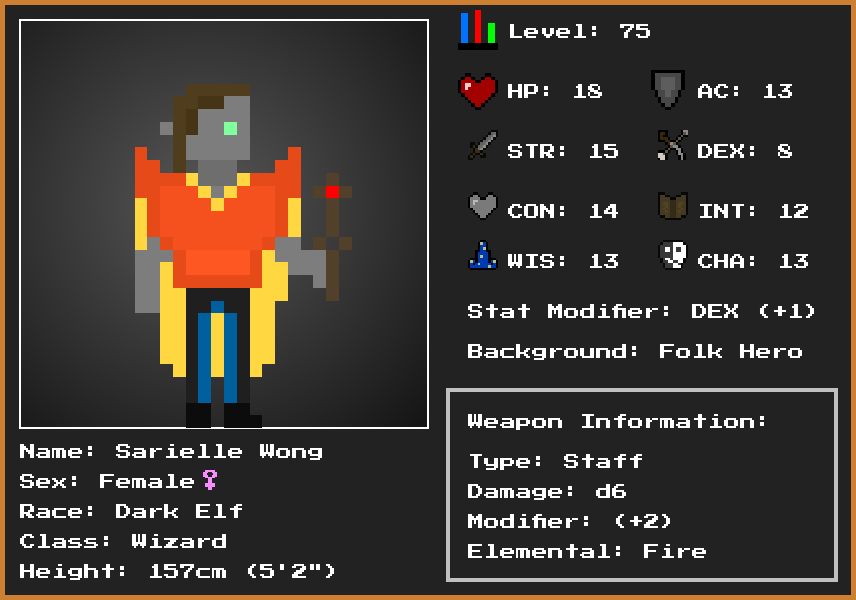 Level: 75
HP: 18 AC: 13
STR: 15 DEX: 8
CON: 14 INT: 12
WIS: 13 CHA: 13
Stat Modifier: DEX (+1)
Background: Folk Hero
Weapon Information:
Type: Staff
Damage: d6
Modifier: (+2)
Elemental: Fire
Name: Sarielle Wong
Sex: Female♀
Race: Dark Elf
Class: Wizard
Height: 157cm (5'2")